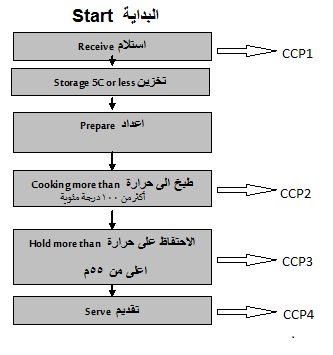 Start البداية
Receive استلام
CCP1
Storage 5C or less تخزين
Prepare اعداد
Cooking more than طبخ الى حرارة
أكثر من ١٠٠ درجة مئوية
CCP2
Hold more than الاحتفاظ على حرارة
اعلى من ٥٥م
CCP3
Serve تقديم
CCP4